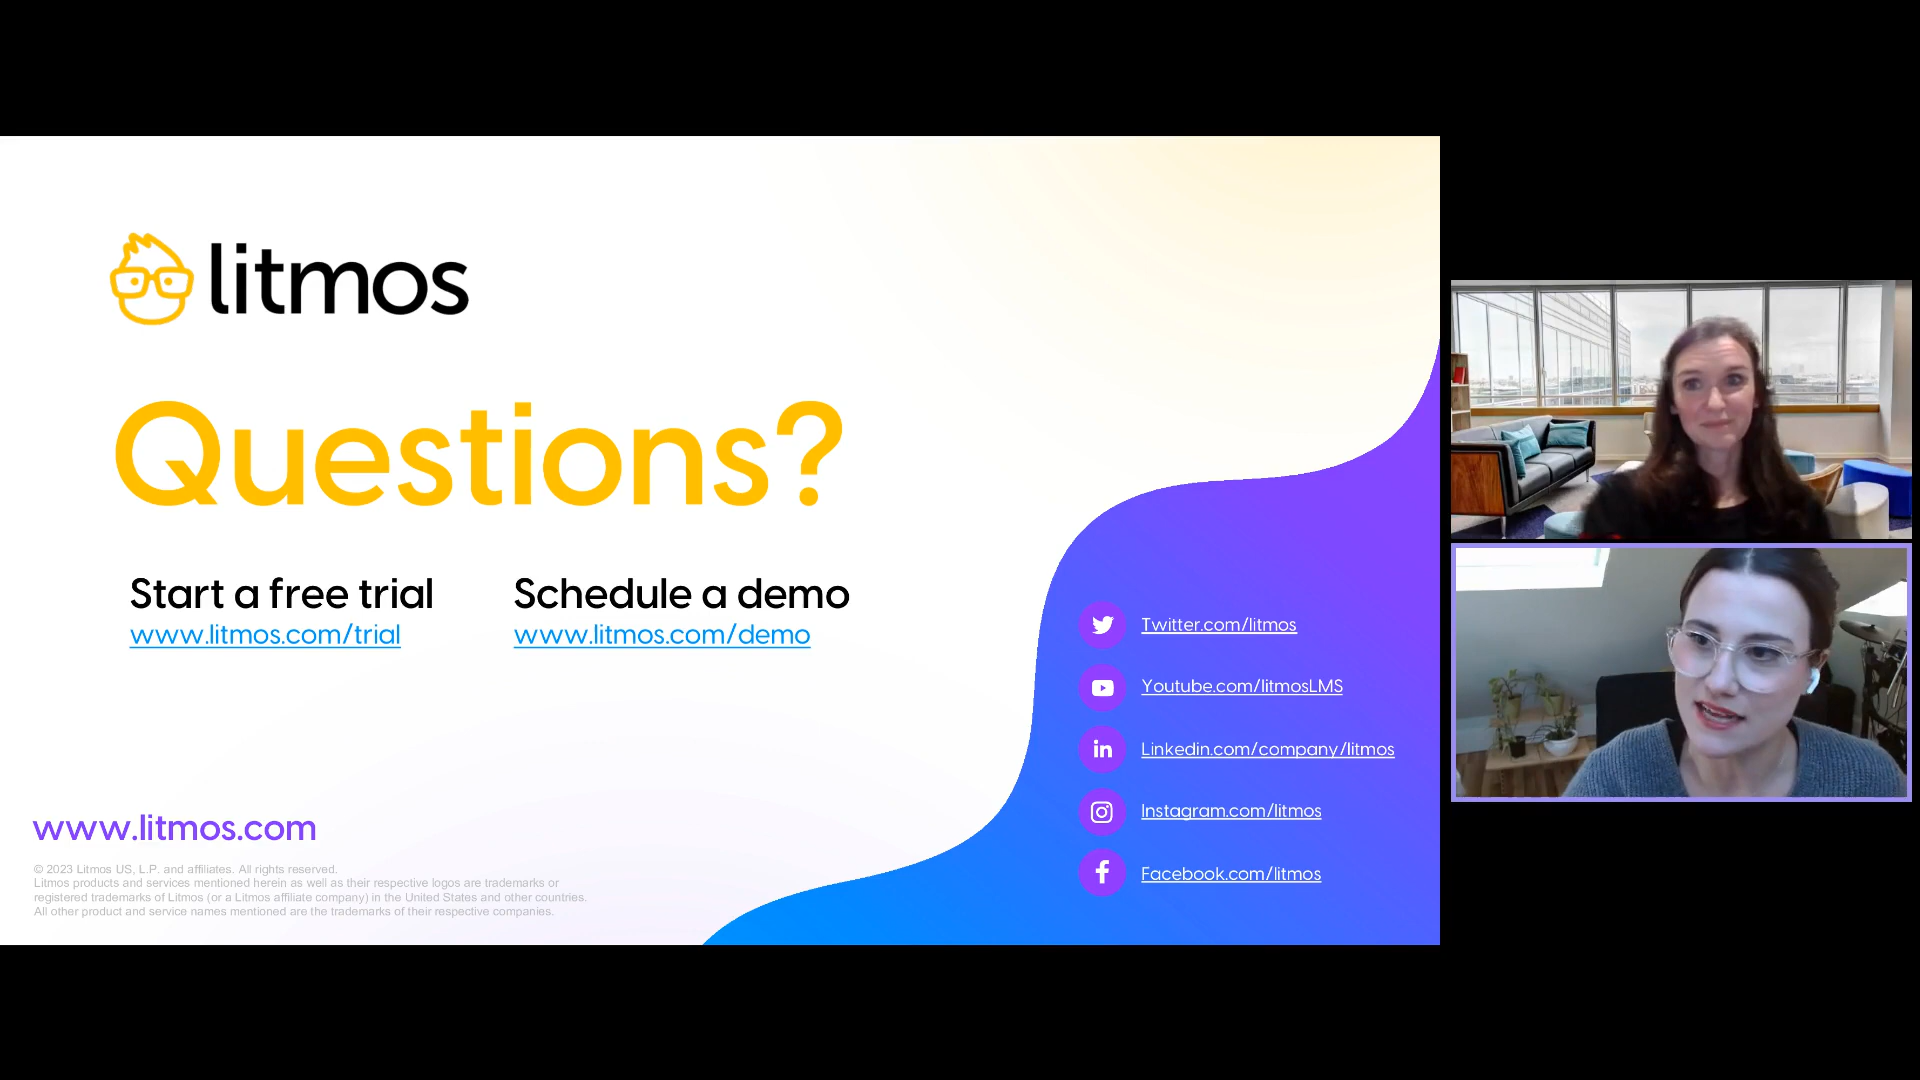 litmos
Questions?
Start a free trial
www.litmos.com/trial
Schedule a demo
www.litmos.com/demo
Twitter.com/litmos
Youtube.com/litmosLMS
Linkedin.com/company/litmos
Instagram.com/litmos
Facebook.com/litmos
www.litmos.com
© 2023 Litmos US, L.P. and affiliates. All rights reserved.
Litmos products and services mentioned herein as well as their respective logos are trademarks or
registered trademarks of Litmos (or a Litmos affiliate company) in the United States and other countries.
All other product and service names mentioned are the trademarks of their respective companies.